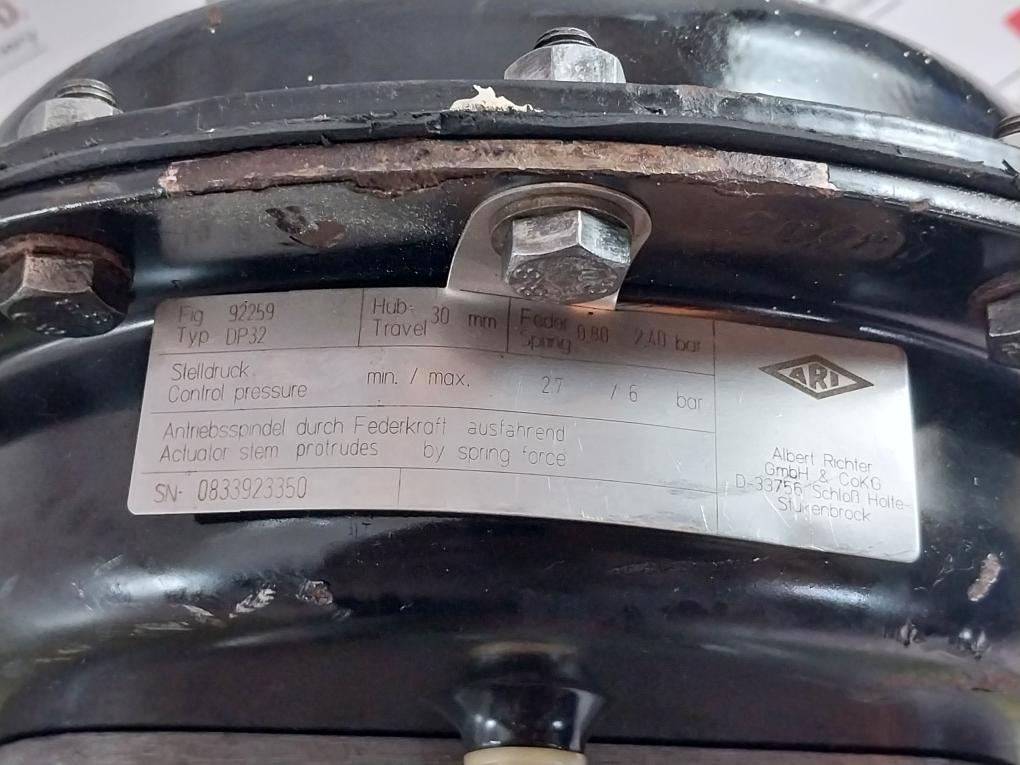 Fig 92259
Typ DP32
Hub-
Travel 30 mm
Feder
Spring 0,80 2,40 bar
Stelldruck
Control pressure min. / max. 2.7 / 6 bar
Antriebsspindel durch Federkraft ausfahrend
Actuator stem protrudes by spring force
SN- 0833923350
ARI
Albert Richter
GmbH & CoKG
D-33756 Schloß Holte-
Stukenbrock